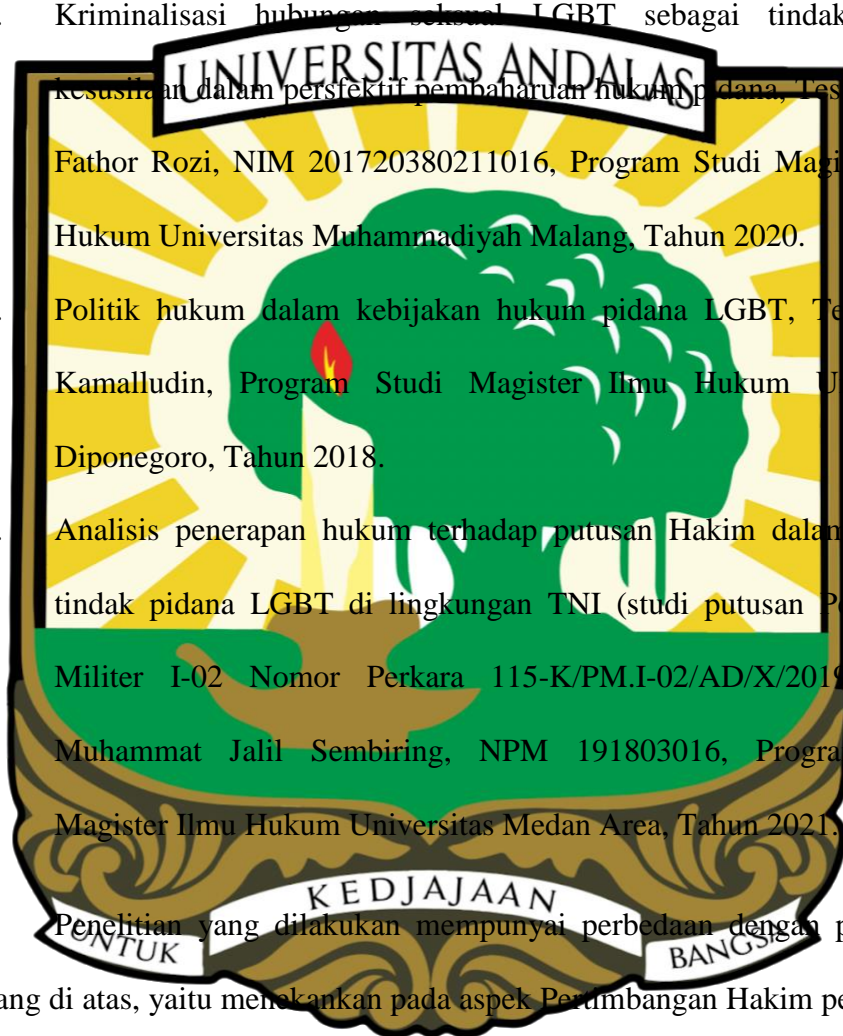 . Kriminalisasi hubungan seksual LGBT sebagai tindak
UNIVERSITAS ANDALAS
kesusilaan dalam persfektif pembaharuan hukum pidana,
Fathor Rozi, NIM 201720380211016, Program Studi
Hukum Universitas Muhammadiyah Malang, Tahun 2020.
. Politik hukum dalam kebijakan hukum pidana LGBT,
Kamalludin, Program Studi Magister Ilmu Hukum
Diponegoro, Tahun 2018.
. Analisis penerapan hukum terhadap putusan Hakim dalam
tindak pidana LGBT di lingkungan TNI (studi putusan
Militer I-02 Nomor Perkara 115-K/PM.I-02/AD/X/2019
Muhammat Jalil Sembiring, NPM 191803016,
Magister Ilmu Hukum Universitas Medan Area, Tahun 2021.
KEDJAJAAN
Penelitian yang dilakukan mempunyai perbedaan dengan
UNTUK BANGSA
ang di atas, yaitu menekankan pada aspek Pertimbangan Hakim